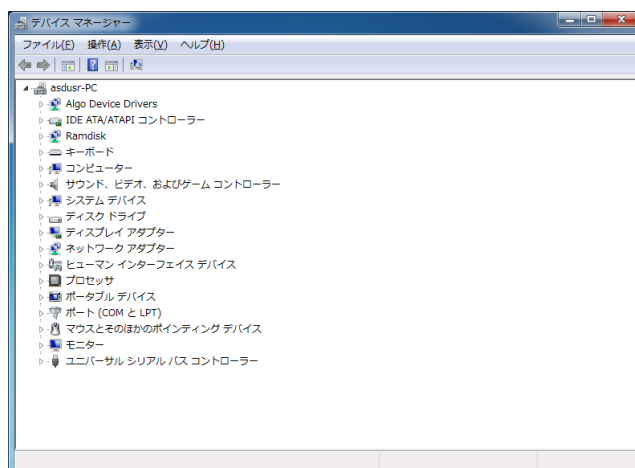 デバイス マネージャー
ファイル(F) 操作(A) 表示(V) ヘルプ(H)
asdusr-PC
Algo Device Drivers
IDE ATA/ATAPI コントローラー
Ramdisk
キーボード
コンピューター
サウンド、ビデオ、およびゲーム コントローラー
システム デバイス
ディスク ドライブ
ディスプレイ アダプター
ネットワーク アダプター
ヒューマン インターフェイス デバイス
プロセッサ
ポータブル デバイス
ポート (COM と LPT)
マウスとそのほかのポインティング デバイス
モニター
ユニバーサル シリアル バス コントローラー